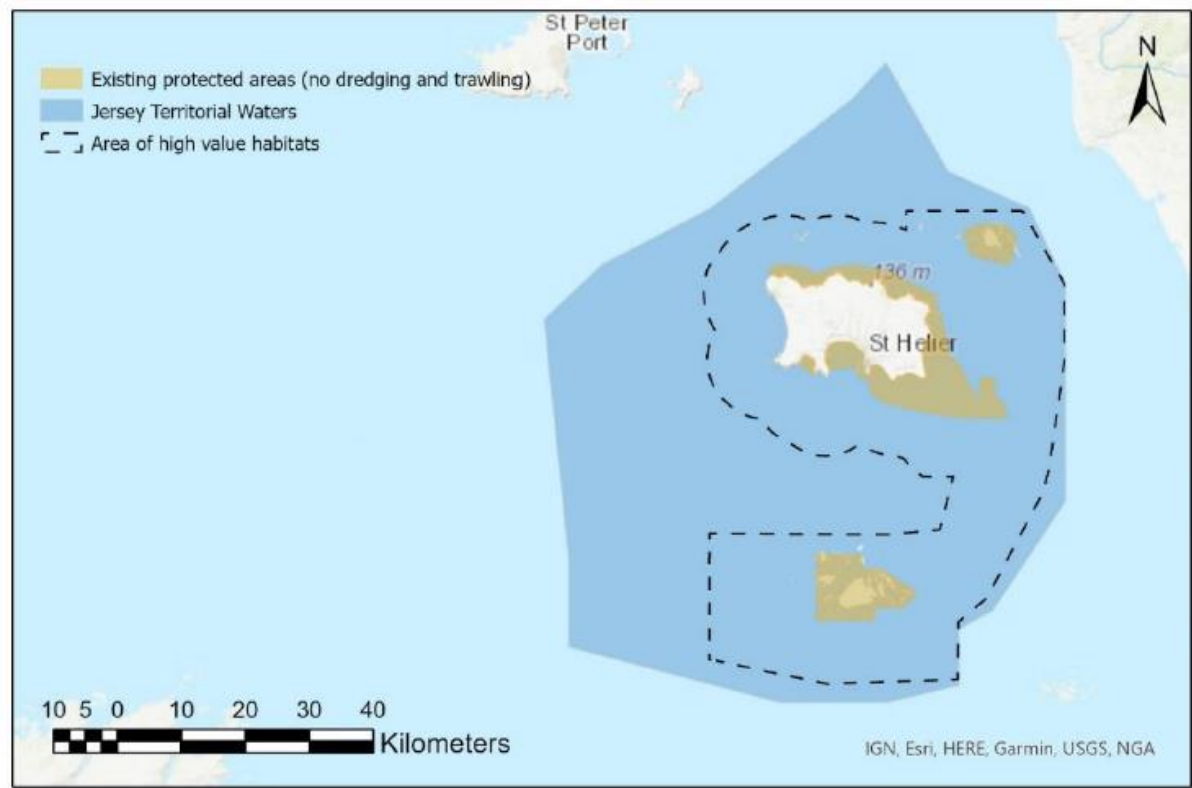 St Peter
Port
N
Existing protected areas (no dredging and trawling)
Jersey Territorial Waters
Area of high value habitats
136 m
St Helier
10 5 0 10 20 30 40
Kilometers
IGN, Esri, HERE, Garmin, USGS, NGA